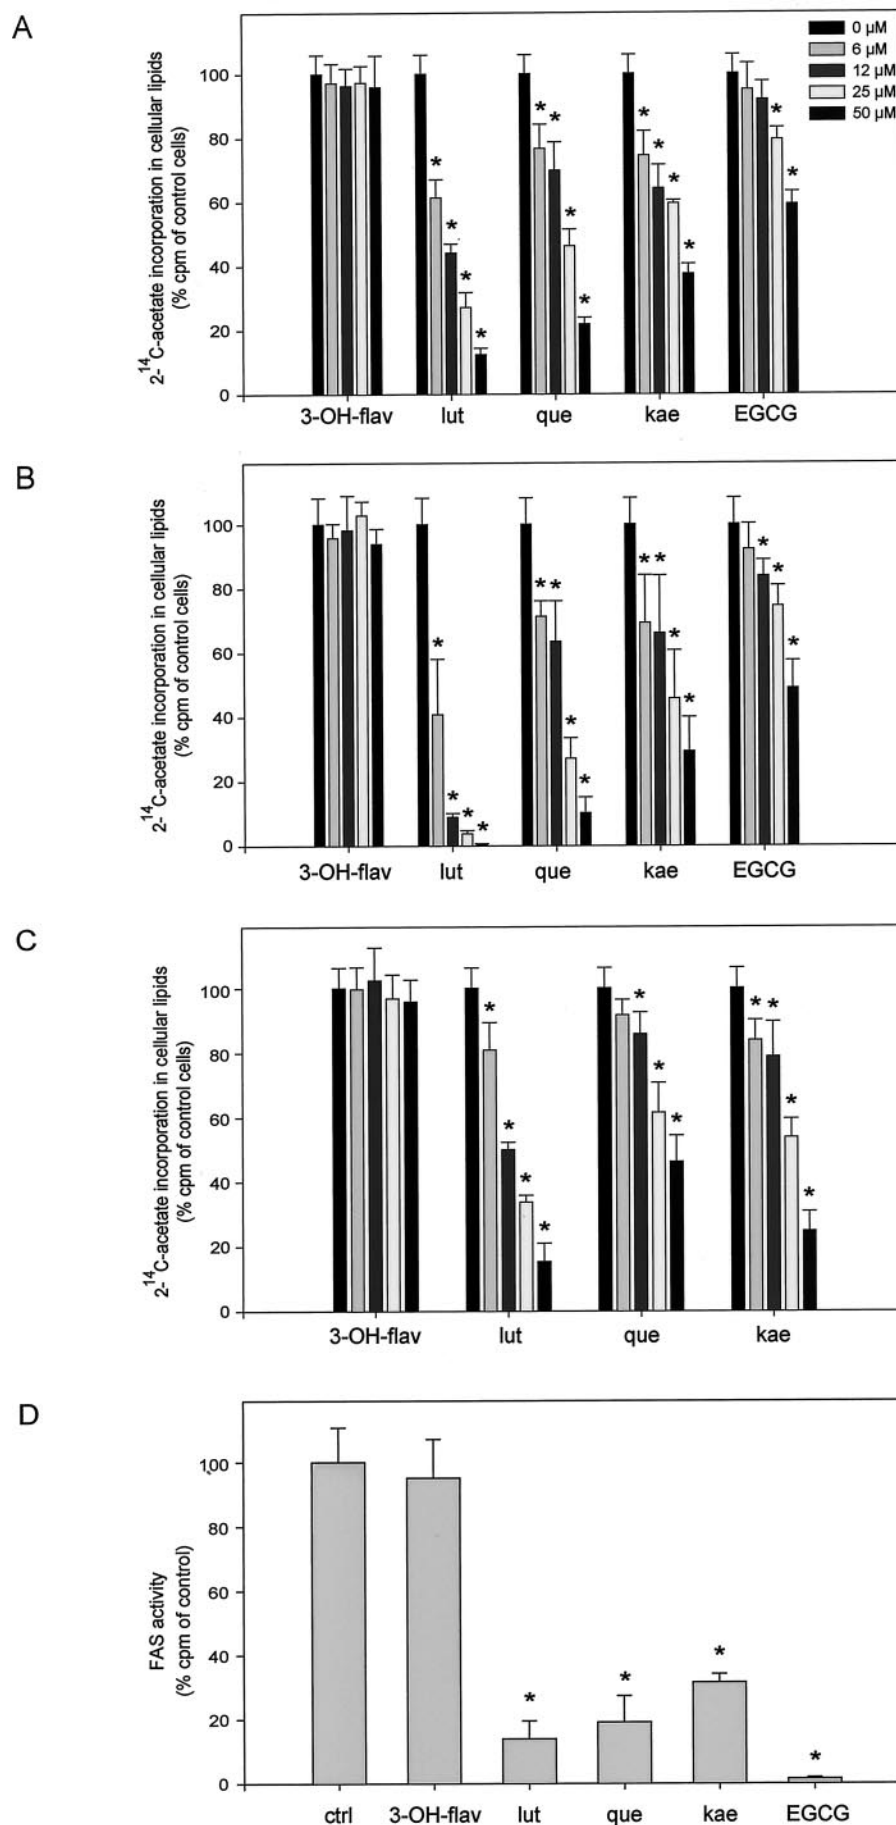 A
2-¹⁴C-acetate incorporation in cellular lipids
(% cpm of control cells)
100
80
60
40
20
0
* * * * * * * * * * * * * *
0 µM
6 µM
12 µM
25 µM
50 µM
3-OH-flav lut que kae EGCG
B
2-¹⁴C-acetate incorporation in cellular lipids
(% cpm of control cells)
100
80
60
40
20
0
* * * * * * * * * * * * * * *
3-OH-flav lut que kae EGCG
C
2-¹⁴C-acetate incorporation in cellular lipids
(% cpm of control cells)
100
80
60
40
20
0
* * * * * * * * * * *
3-OH-flav lut que kae
D
FAS activity
(% cpm of control)
100
80
60
40
20
0
* * * *
ctrl 3-OH-flav lut que kae EGCG